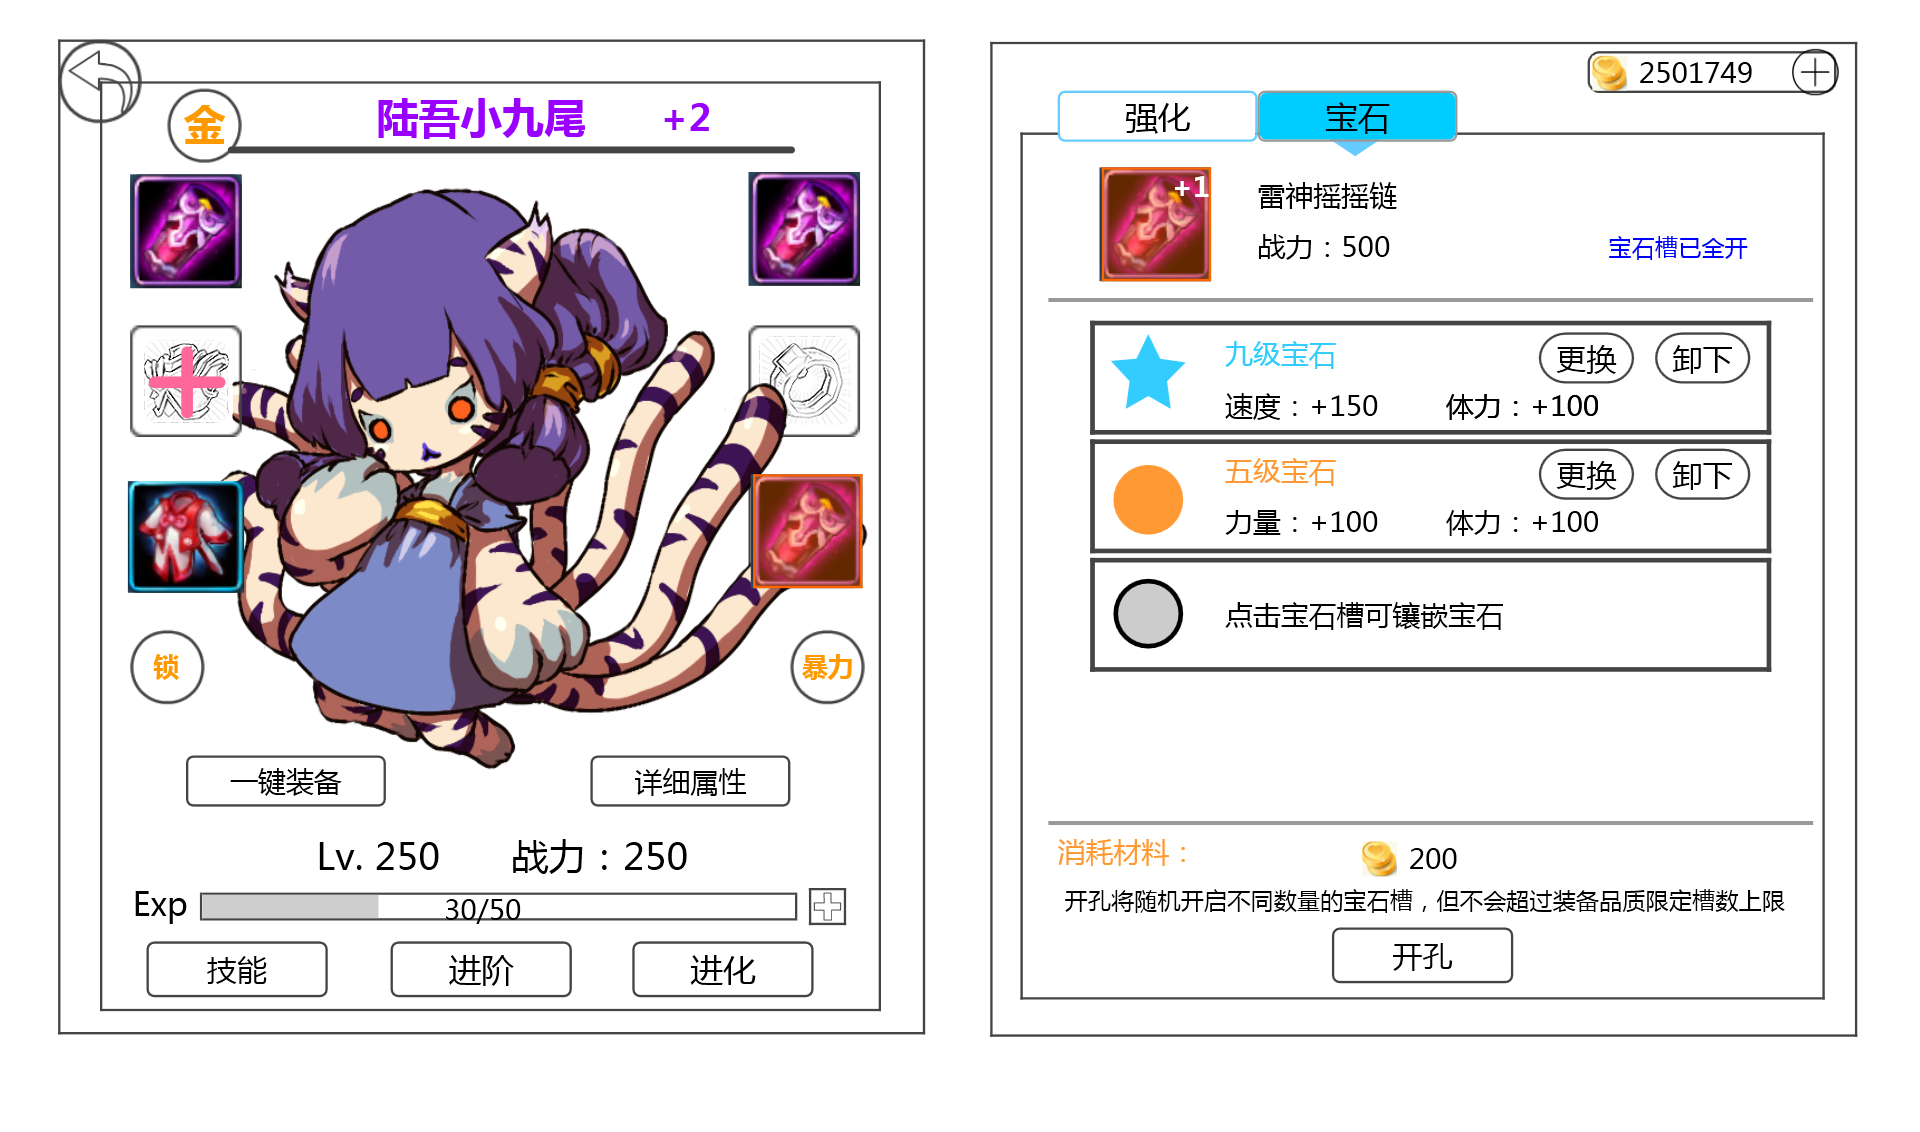 金
陆吾小九尾 +2
锁
暴力
一键装备
详细属性
Lv. 250 战力：250
Exp 30/50
技能
进阶
进化
2501749
强化
宝石
+1
雷神摇摇链
战力：500
宝石槽已全开
九级宝石
更换
卸下
速度：+150 体力：+100
五级宝石
更换
卸下
力量：+100 体力：+100
点击宝石槽可镶嵌宝石
消耗材料：
200
开孔将随机开启不同数量的宝石槽，但不会超过装备品质限定槽数上限
开孔